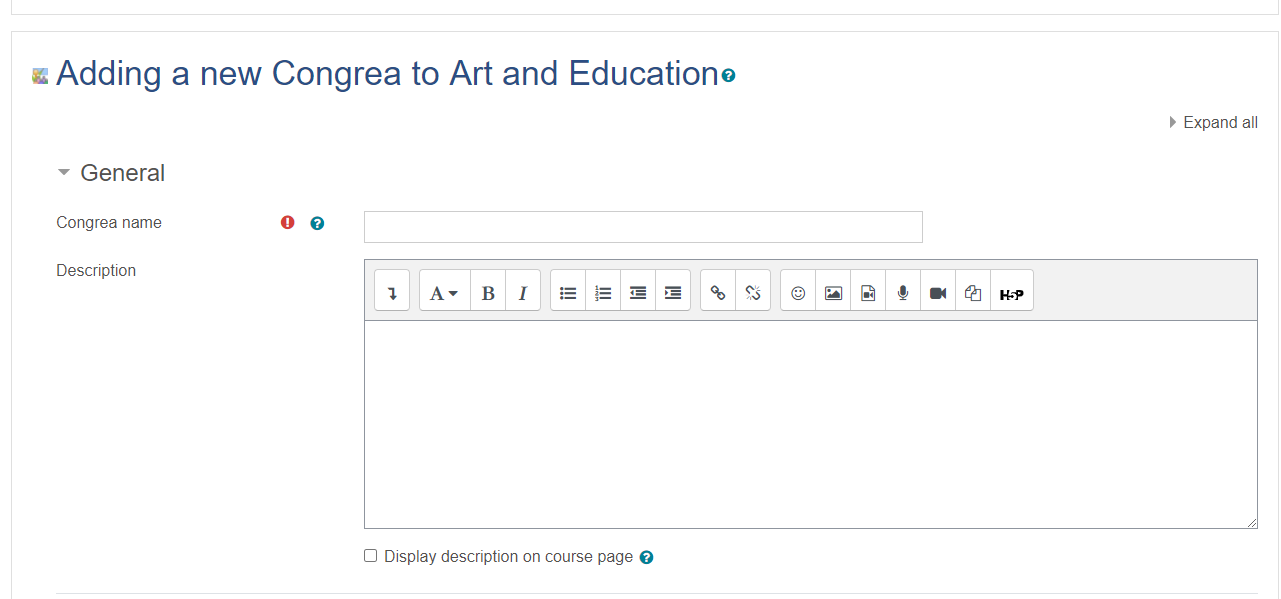 Adding a new Congrea to Art and Education
Expand all
General
Congrea name
Description
A B I
H5P
Display description on course page